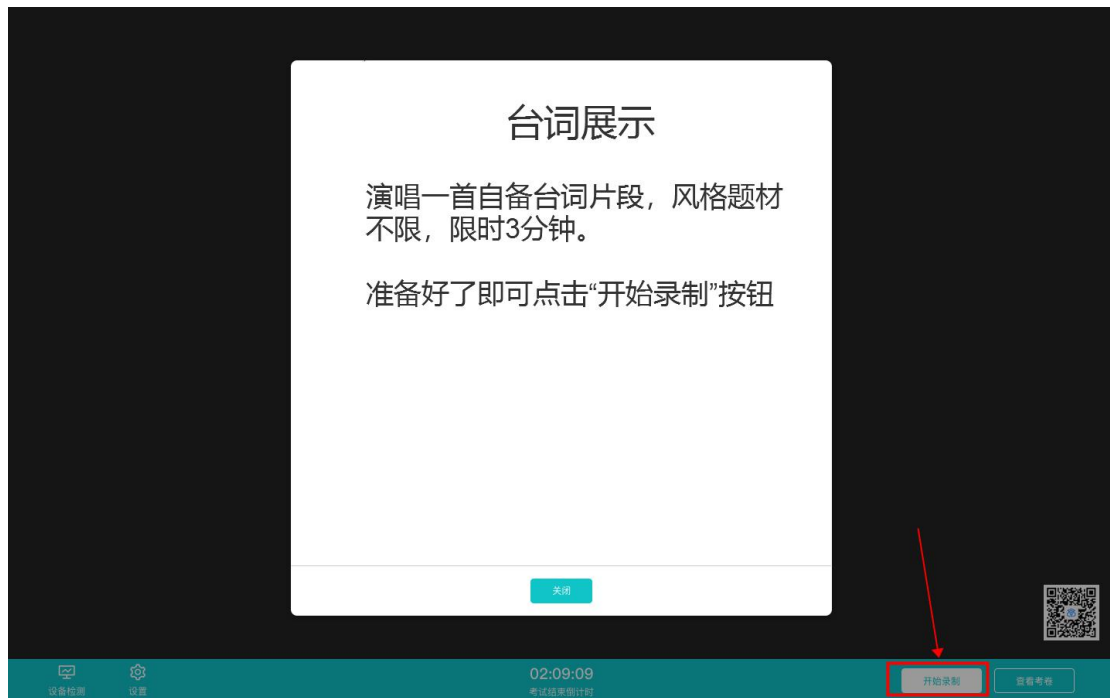 台词展示
演唱一首自备台词片段，风格题材
不限，限时3分钟。
准备好了即可点击“开始录制”按钮
关闭
设备检测
设置
02:09:09
考试结束倒计时
开始录制
查看考卷